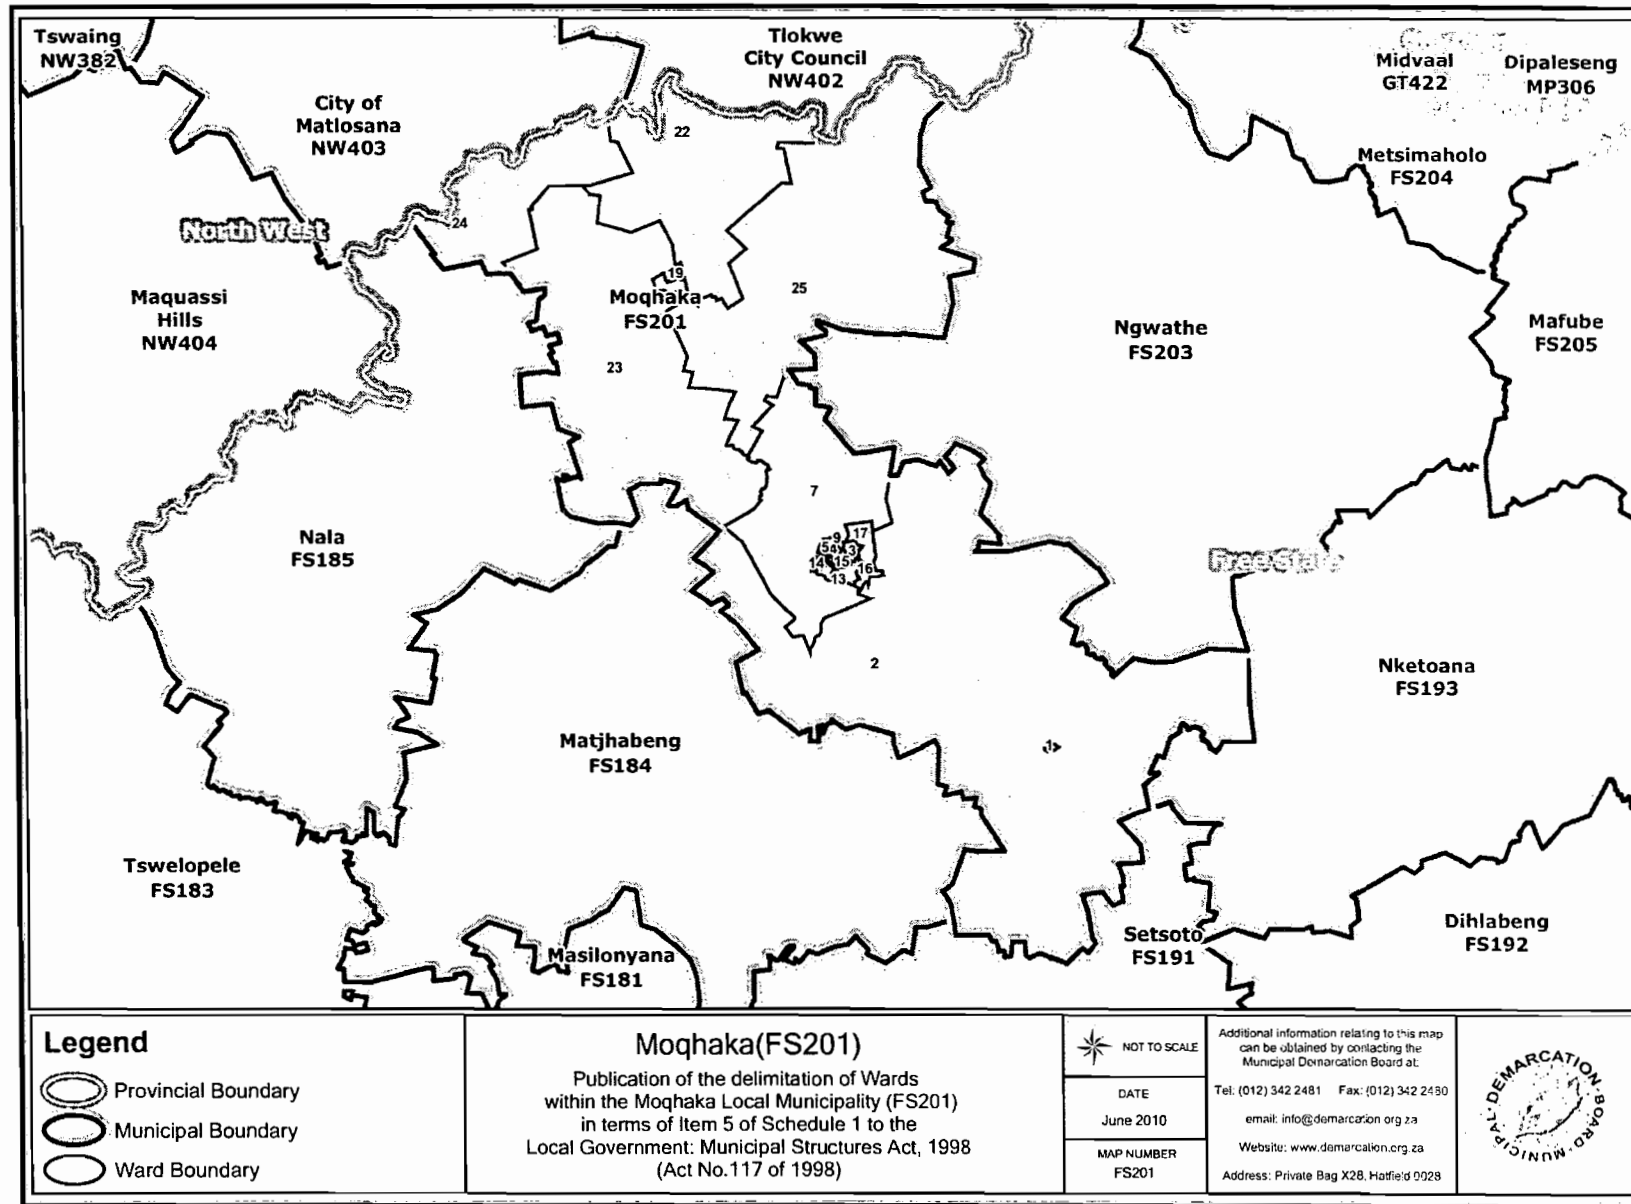 Tswaing
NW382
City of
Matlosana
NW403
Tlokwe
City Council
NW402
Midvaal
GT422
Dipaleseng
MP306
Metsimaholo
FS204
North West
22
24
19
Moqhaka
FS201
25
23
Maquassi
Hills
NW404
Ngwathe
FS203
Mafube
FS205
7
Nala
FS185
9
17
5
4
3
14
15
16
13
Free State
2
Nketoana
FS193
Matjhabeng
FS184
1
Tswelopele
FS183
Masilonyana
FS181
Setsoto
FS191
Dihlabeng
FS192
Legend
Provincial Boundary
Municipal Boundary
Ward Boundary
Moqhaka(FS201)
Publication of the delimitation of Wards
within the Moqhaka Local Municipality (FS201)
in terms of Item 5 of Schedule 1 to the
Local Government: Municipal Structures Act, 1998
(Act No.117 of 1998)
NOT TO SCALE
DATE
June 2010
MAP NUMBER
FS201
Additional information relating to this map
can be obtained by contacting the
Municipal Demarcation Board at:
Tel: (012) 342 2481 Fax: (012) 342 2480
email: info@demarcation.org.za
Website: www.demarcation.org.za
Address: Private Bag X28, Hatfield 0028
MUNICIPAL DEMARCATION BOARD